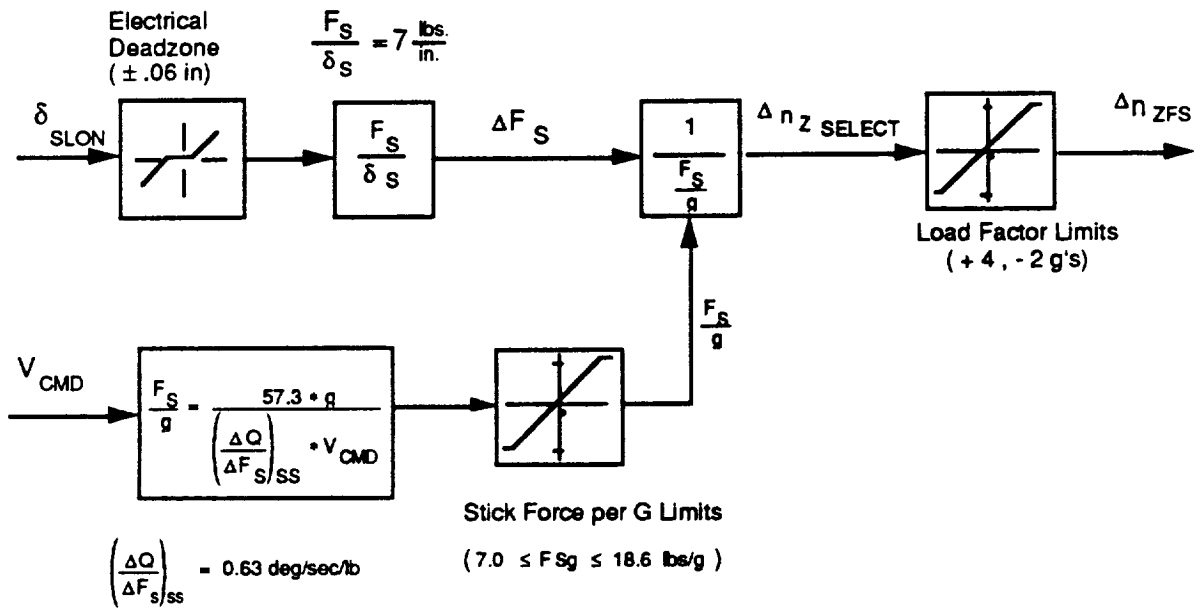 Electrical
Deadzone
( ± .06 in)
F_S / δ_S = 7 lbs. / in.
δ_SLON
F_S / δ_S
ΔF_S
1 / (F_S / g)
Δn_Z SELECT
Δn_ZFS
Load Factor Limits
( + 4 , - 2 g's)
F_S / g
V_CMD
F_S / g = 57.3 * g / ((ΔQ / ΔF_S)_SS * V_CMD)
Stick Force per G Limits
( 7.0 ≤ FSg ≤ 18.6 lbs/g )
(ΔQ / ΔF_s)_ss = 0.63 deg/sec/lb